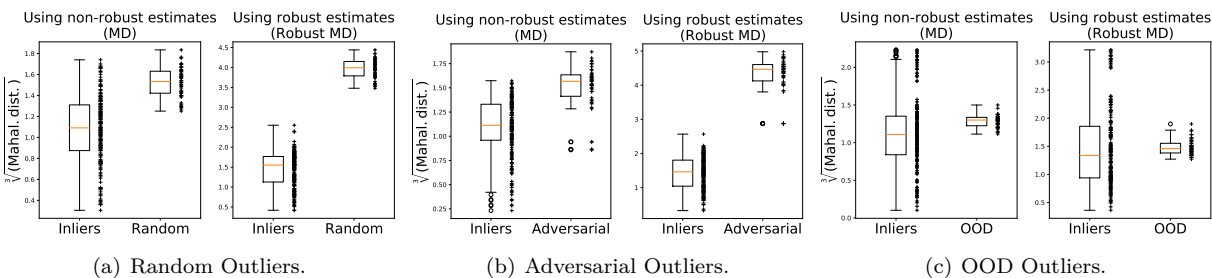 Using non-robust estimates
(MD)
Using robust estimates
(Robust MD)
∛(Mahal. dist.)
1.8
1.6
1.4
1.2
1.0
0.8
0.6
0.4
4.5
4.0
3.5
3.0
2.5
2.0
1.5
1.0
0.5
Inliers
Random
Inliers
Random
(a) Random Outliers.
Using non-robust estimates
(MD)
Using robust estimates
(Robust MD)
∛(Mahal. dist.)
1.75
1.50
1.25
1.00
0.75
0.50
0.25
5
4
3
2
1
Inliers
Adversarial
Inliers
Adversarial
(b) Adversarial Outliers.
Using non-robust estimates
(MD)
Using robust estimates
(Robust MD)
∛(Mahal. dist.)
2.0
1.5
1.0
0.5
0.0
3.0
2.5
2.0
1.5
1.0
0.5
Inliers
OOD
Inliers
OOD
(c) OOD Outliers.